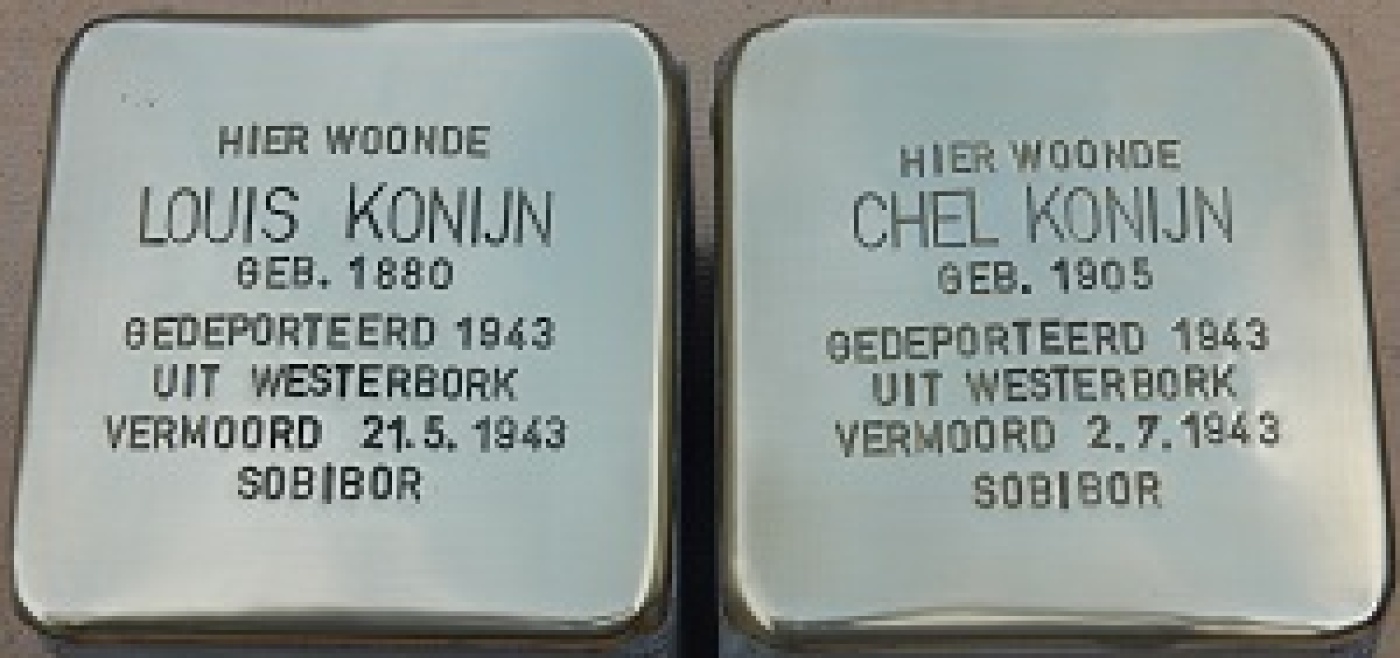 HIER WOONDE
LOUIS KONIJN
GEB. 1880
GEDEPORTEERD 1943
UIT WESTERBORK
VERMOORD 21.5.1943
SOBIBOR
HIER WOONDE
CHEL KONIJN
GEB. 1905
GEDEPORTEERD 1943
UIT WESTERBORK
VERMOORD 2.7.1943
SOBIBOR